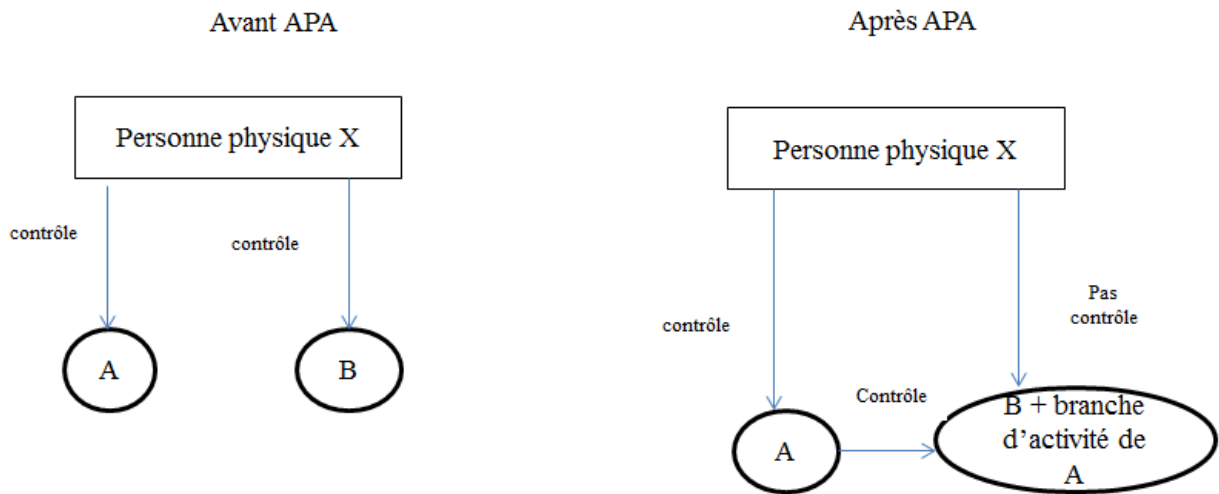 Avant APA
Personne physique X
contrôle
contrôle
A
B
Après APA
Personne physique X
contrôle
Pas
contrôle
Contrôle
A
B + branche
d’activité de
A